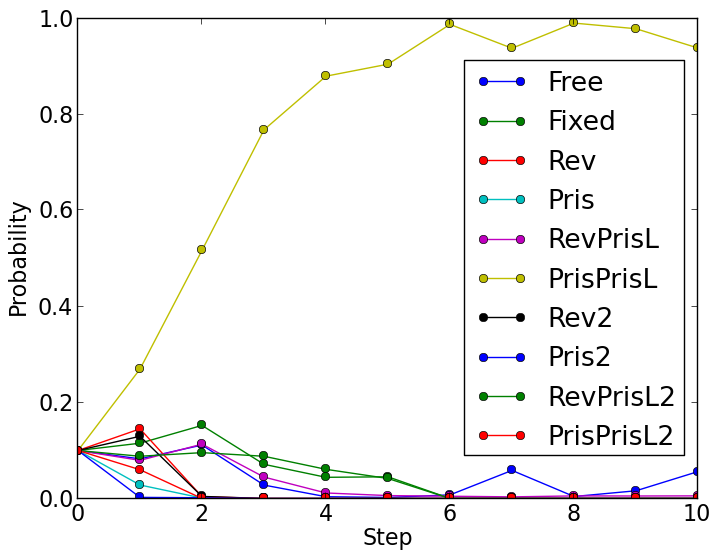 1.0
0.8
0.6
0.4
0.2
0.0
Probability
0 2 4 6 8 10
Step
Free
Fixed
Rev
Pris
RevPrisL
PrisPrisL
Rev2
Pris2
RevPrisL2
PrisPrisL2